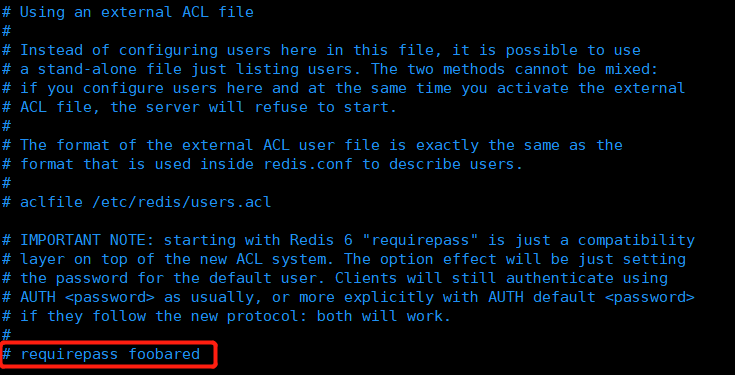 # Using an external ACL file
#
# Instead of configuring users here in this file, it is possible to use
# a stand-alone file just listing users. The two methods cannot be mixed:
# if you configure users here and at the same time you activate the external
# ACL file, the server will refuse to start.
#
# The format of the external ACL user file is exactly the same as the
# format that is used inside redis.conf to describe users.
#
# aclfile /etc/redis/users.acl

# IMPORTANT NOTE: starting with Redis 6 "requirepass" is just a compatibility
# layer on top of the new ACL system. The option effect will be just setting
# the password for the default user. Clients will still authenticate using
# AUTH <password> as usually, or more explicitly with AUTH default <password>
# if they follow the new protocol: both will work.
#
# requirepass foobared